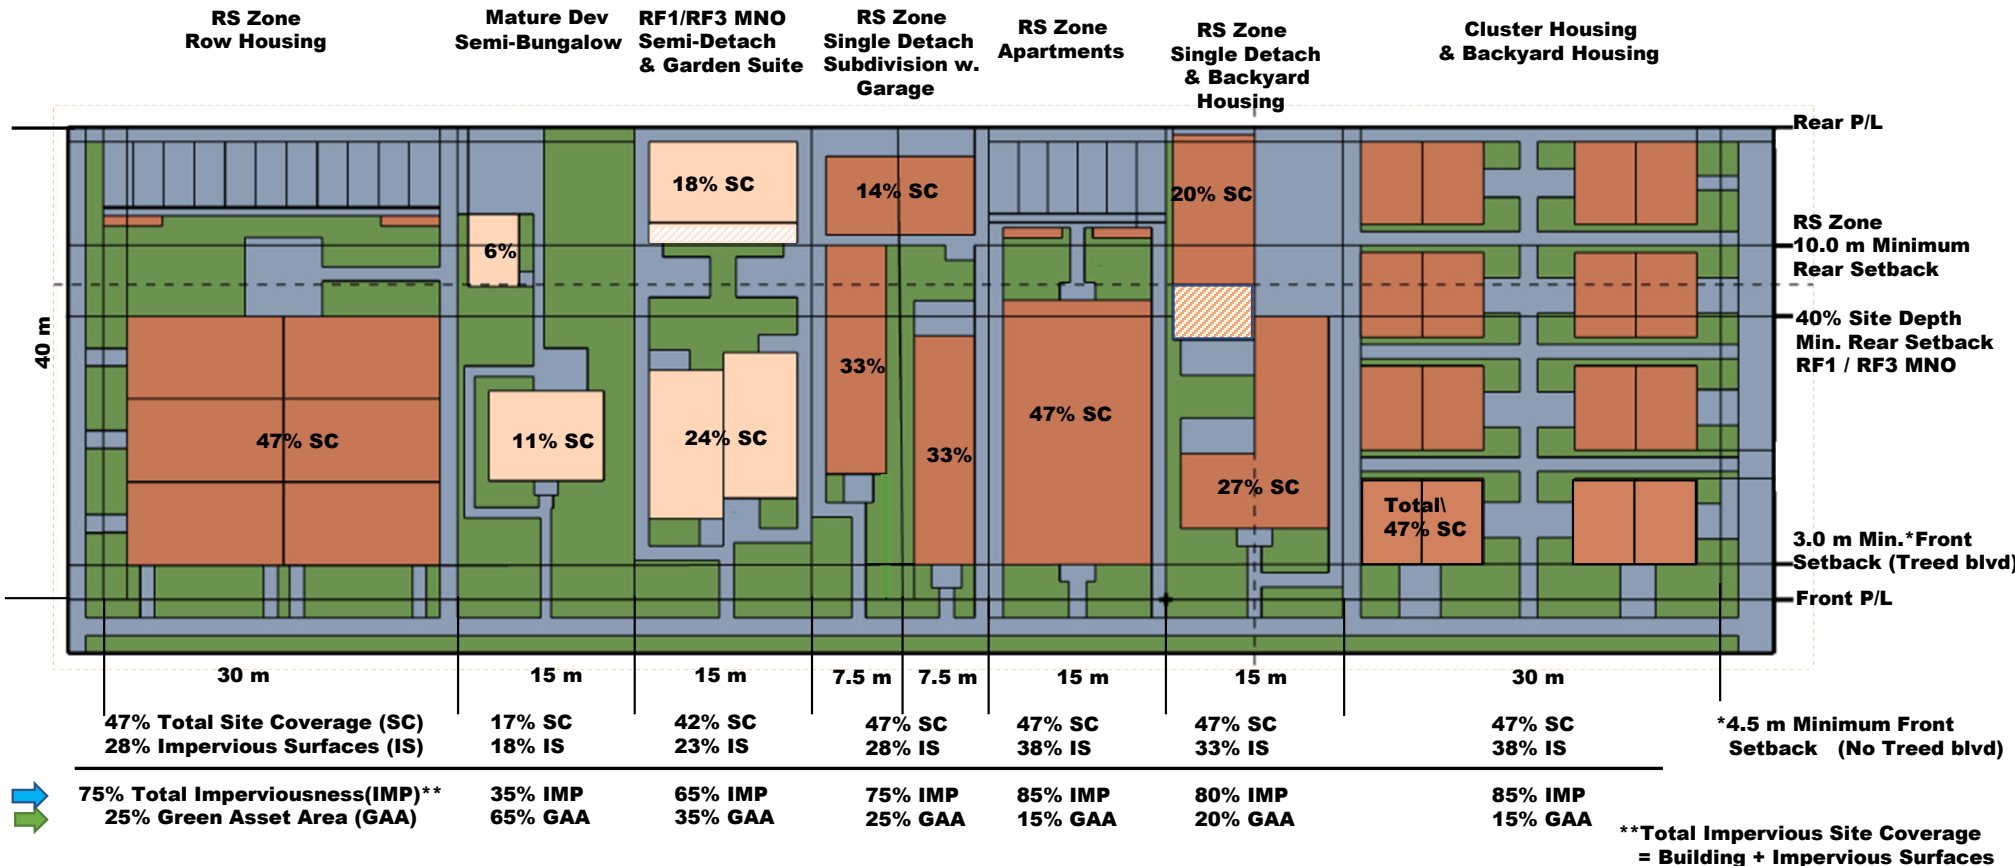 RS Zone
Row Housing
Mature Dev
Semi-Bungalow
RF1/RF3 MNO
Semi-Detach
& Garden Suite
RS Zone
Single Detach
Subdivision w.
Garage
RS Zone
Apartments
RS Zone
Single Detach
& Backyard
Housing
Cluster Housing
& Backyard Housing
Rear P/L
18% SC
14% SC
20% SC
6%
RS Zone
10.0 m Minimum
Rear Setback
40 m
40% Site Depth
Min. Rear Setback
RF1 / RF3 MNO
33%
47% SC
47% SC
11% SC
24% SC
33%
27% SC
Total\
47% SC
3.0 m Min.*Front
Setback (Treed blvd)
Front P/L
30 m
15 m
15 m
7.5 m
7.5 m
15 m
15 m
30 m
47% Total Site Coverage (SC)
28% Impervious Surfaces (IS)
17% SC
18% IS
42% SC
23% IS
47% SC
28% IS
47% SC
38% IS
47% SC
33% IS
47% SC
38% IS
*4.5 m Minimum Front
Setback (No Treed blvd)
75% Total Imperviousness(IMP)**
25% Green Asset Area (GAA)
35% IMP
65% GAA
65% IMP
35% GAA
75% IMP
25% GAA
85% IMP
15% GAA
80% IMP
20% GAA
85% IMP
15% GAA
**Total Impervious Site Coverage
= Building + Impervious Surfaces